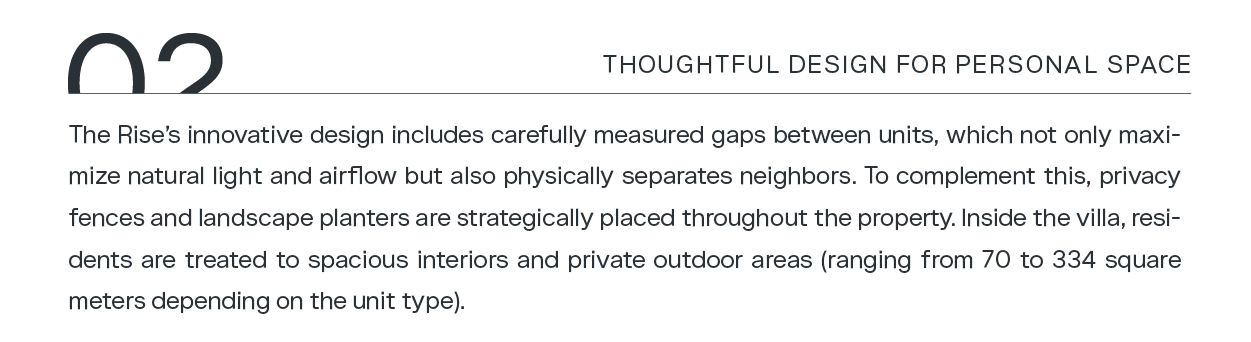 02
THOUGHTFUL DESIGN FOR PERSONAL SPACE
The Rise’s innovative design includes carefully measured gaps between units, which not only maxi-
mize natural light and airflow but also physically separates neighbors. To complement this, privacy
fences and landscape planters are strategically placed throughout the property. Inside the villa, resi-
dents are treated to spacious interiors and private outdoor areas (ranging from 70 to 334 square
meters depending on the unit type).